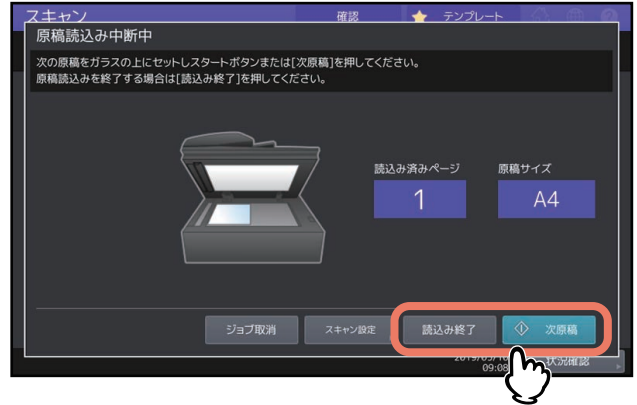 スキャン
確認
テンプレート
原稿読込み中断中
次の原稿をガラスの上にセットしスタートボタンまたは[次原稿]を押してください。
原稿読込みを終了する場合は[読込み終了]を押してください。
読込み済みページ
原稿サイズ
1
A4
ジョブ取消
スキャン設定
読込み終了
次原稿
状況確認
09:08